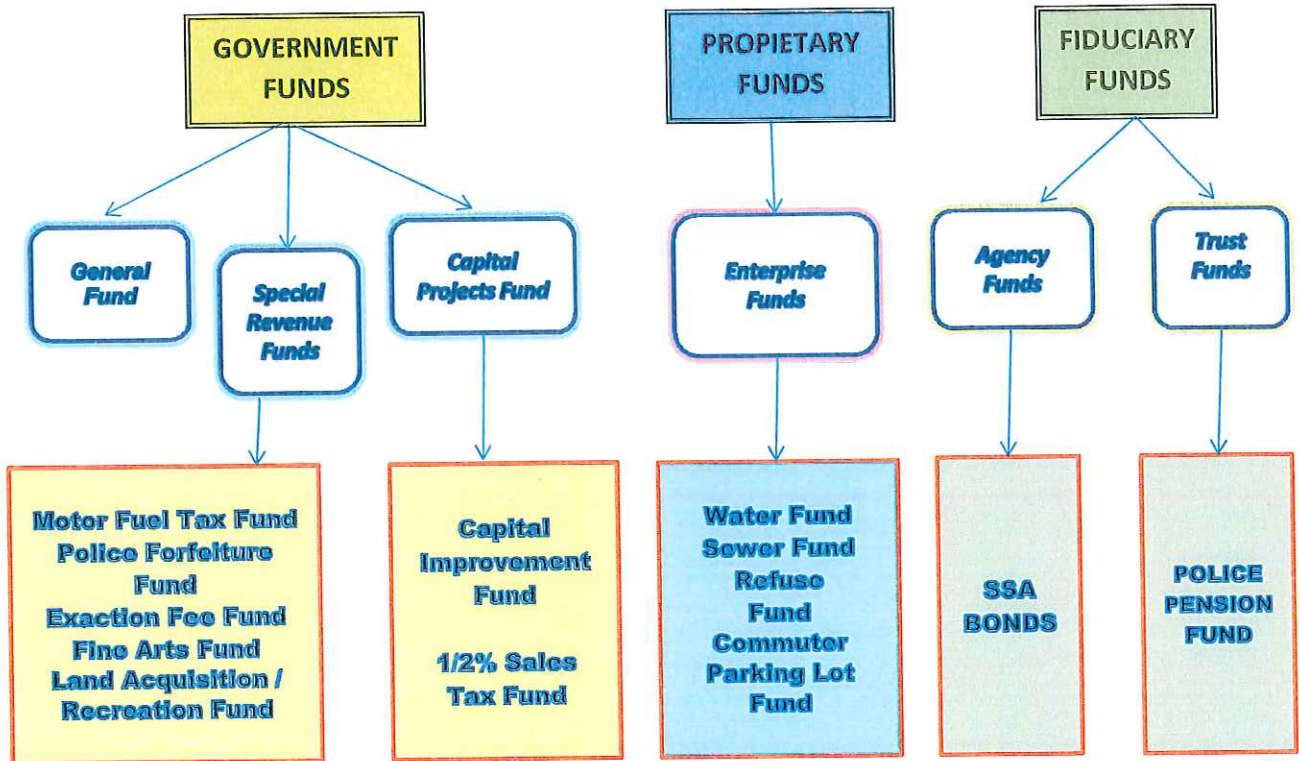 GOVERNMENT
FUNDS
PROPIETARY
FUNDS
FIDUCIARY
FUNDS
General
Fund
Special
Revenue
Funds
Capital
Projects Fund
Enterprise
Funds
Agency
Funds
Trust
Funds
Motor Fuel Tax Fund
Police Forfeiture
Fund
Exaction Fee Fund
Fine Arts Fund
Land Acquisition /
Recreation Fund
Capital
Improvement
Fund
1/2% Sales
Tax Fund
Water Fund
Sewer Fund
Refuse
Fund
Commuter
Parking Lot
Fund
SSA
BONDS
POLICE
PENSION
FUND